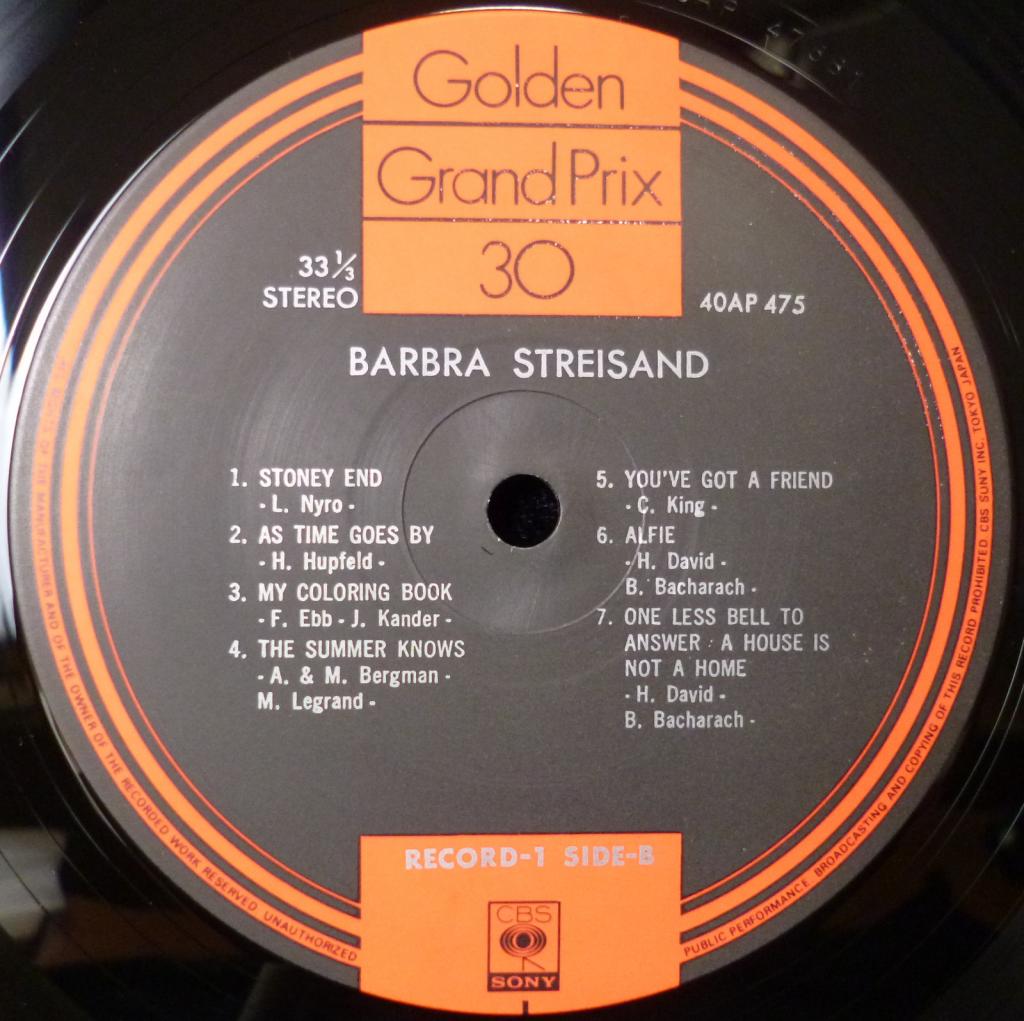 Golden
Grand Prix
30
33 1/3
STEREO
40AP 475
BARBRA STREISAND
1. STONEY END
- L. Nyro -
2. AS TIME GOES BY
- H. Hupfeld -
3. MY COLORING BOOK
- F. Ebb - J. Kander -
4. THE SUMMER KNOWS
- A. & M. Bergman -
M. Legrand -
5. YOU'VE GOT A FRIEND
- C. King -
6. ALFIE
- H. David -
B. Bacharach -
7. ONE LESS BELL TO
ANSWER : A HOUSE IS
NOT A HOME
- H. David -
B. Bacharach -
RECORD-1 SIDE-B
CBS
SONY
OF THE MANUFACTURER AND OF THE OWNER OF THE RECORDED WORK RESERVED UNAUTHORIZED
PUBLIC PERFORMANCE BROADCASTING AND COPYING OF THIS RECORD PROHIBITED CBS SUNY INC. TOKYO JAPAN